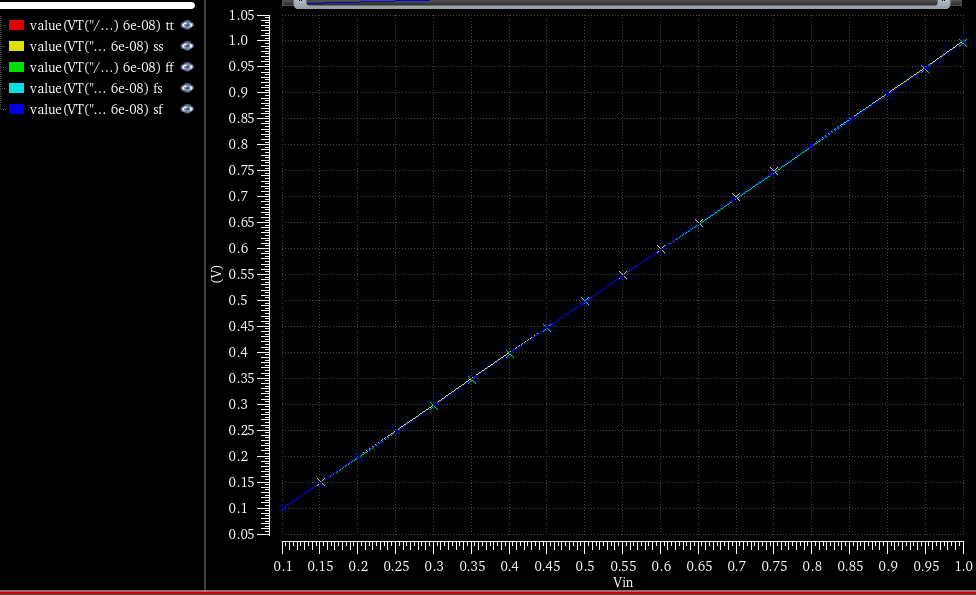 value(VT("/...) 6e-08) tt
value(VT("... 6e-08) ss
value(VT("/...) 6e-08) ff
value(VT("... 6e-08) fs
value(VT("... 6e-08) sf
1.05
1.0
0.95
0.9
0.85
0.8
0.75
0.7
0.65
0.6
0.55
0.5
0.45
0.4
0.35
0.3
0.25
0.2
0.15
0.1
0.05
(V)
0.1 0.15 0.2 0.25 0.3 0.35 0.4 0.45 0.5 0.55 0.6 0.65 0.7 0.75 0.8 0.85 0.9 0.95 1.0
Vin